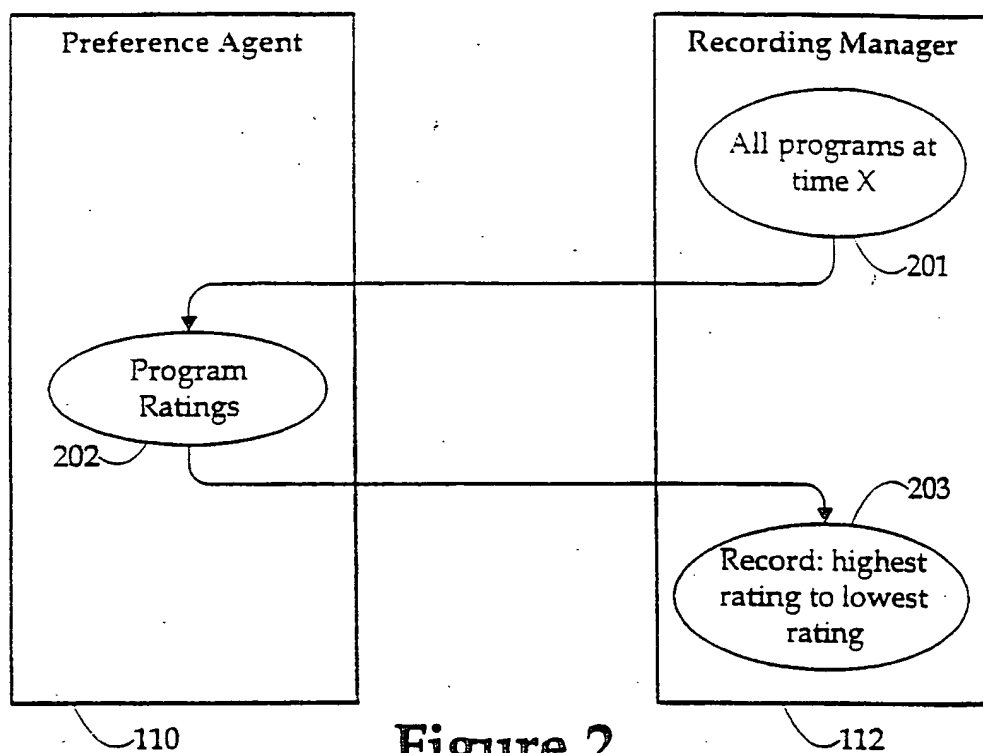 Preference Agent
Recording Manager
All programs at
time X
201
Program
Ratings
202
203
Record: highest
rating to lowest
rating
110
112
Figure 2